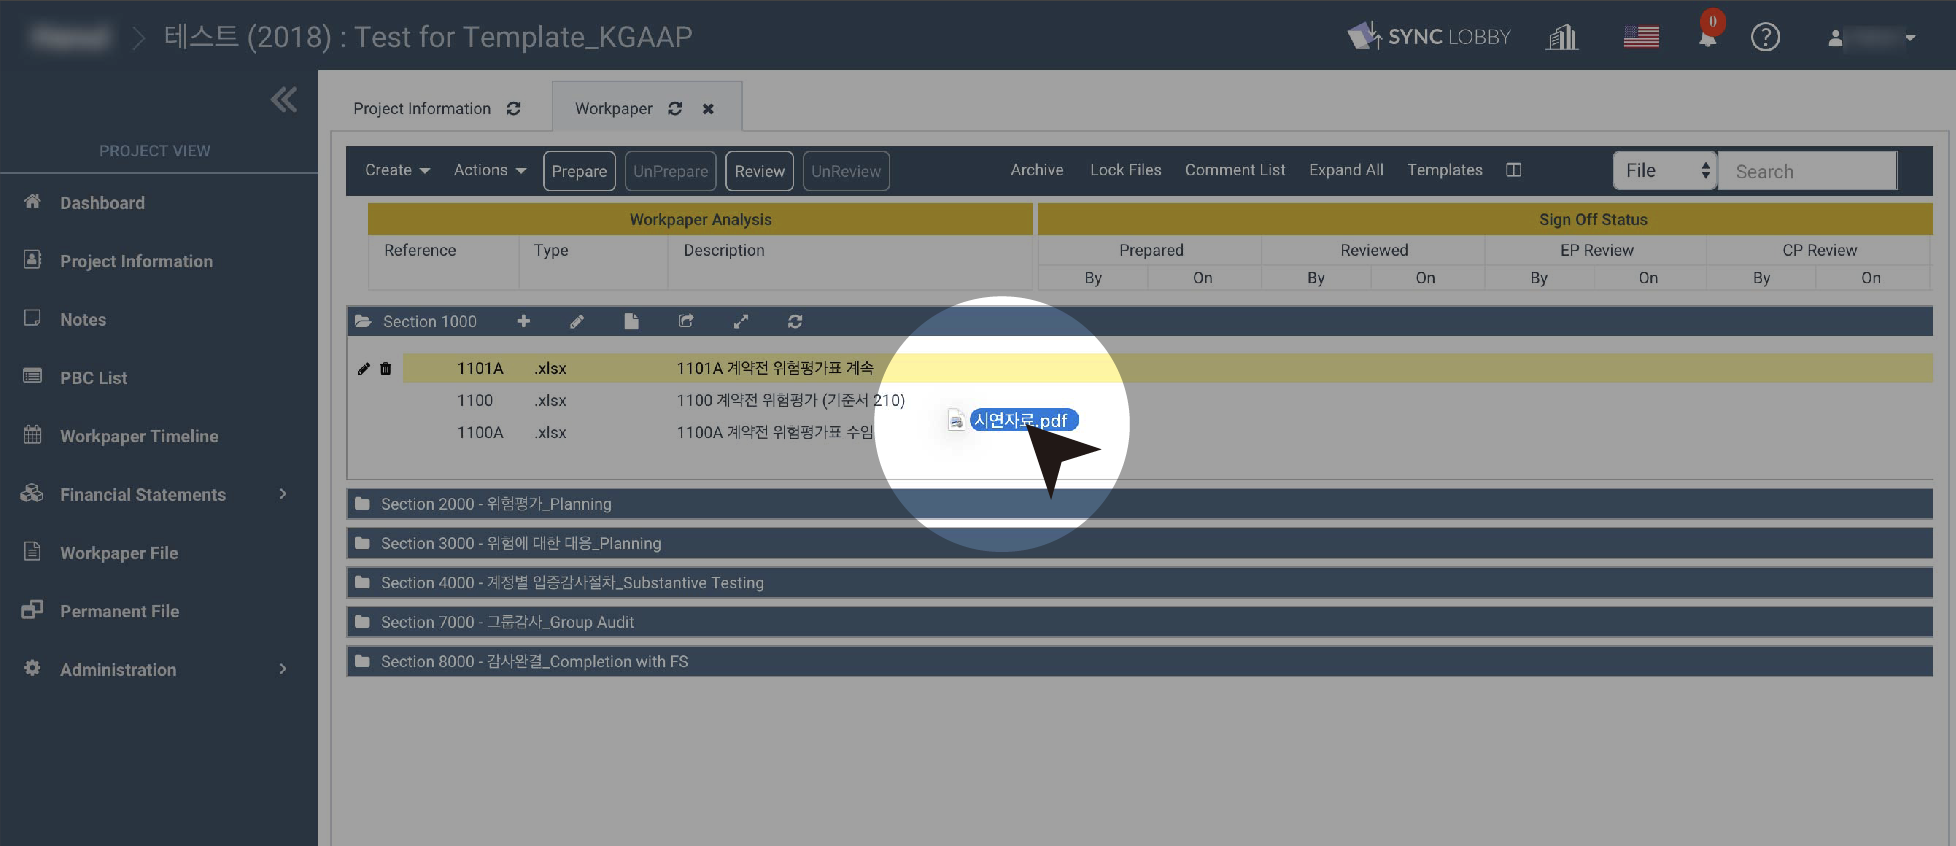 테스트 (2018) : Test for Template_KGAAP
SYNC LOBBY
0
?
PROJECT VIEW
Dashboard
Project Information
Notes
PBC List
Workpaper Timeline
Financial Statements
Workpaper File
Permanent File
Administration
Project Information
Workpaper
Create
Actions
Prepare
UnPrepare
Review
UnReview
Archive
Lock Files
Comment List
Expand All
Templates
File
Search
Workpaper Analysis
Sign Off Status
Reference
Type
Description
Prepared
Reviewed
EP Review
CP Review
By
On
By
On
By
On
By
On
Section 1000
1101A .xlsx 1101A 계약전 위험평가표 계속
1100 .xlsx 1100 계약전 위험평가 (기준서 210)
1100A .xlsx 1100A 계약전 위험평가표 수임
시연자료.pdf
Section 2000 - 위험평가_Planning
Section 3000 - 위험에 대한 대응_Planning
Section 4000 - 계정별 입증감사절차_Substantive Testing
Section 7000 - 그룹감사_Group Audit
Section 8000 - 감사완결_Completion with FS